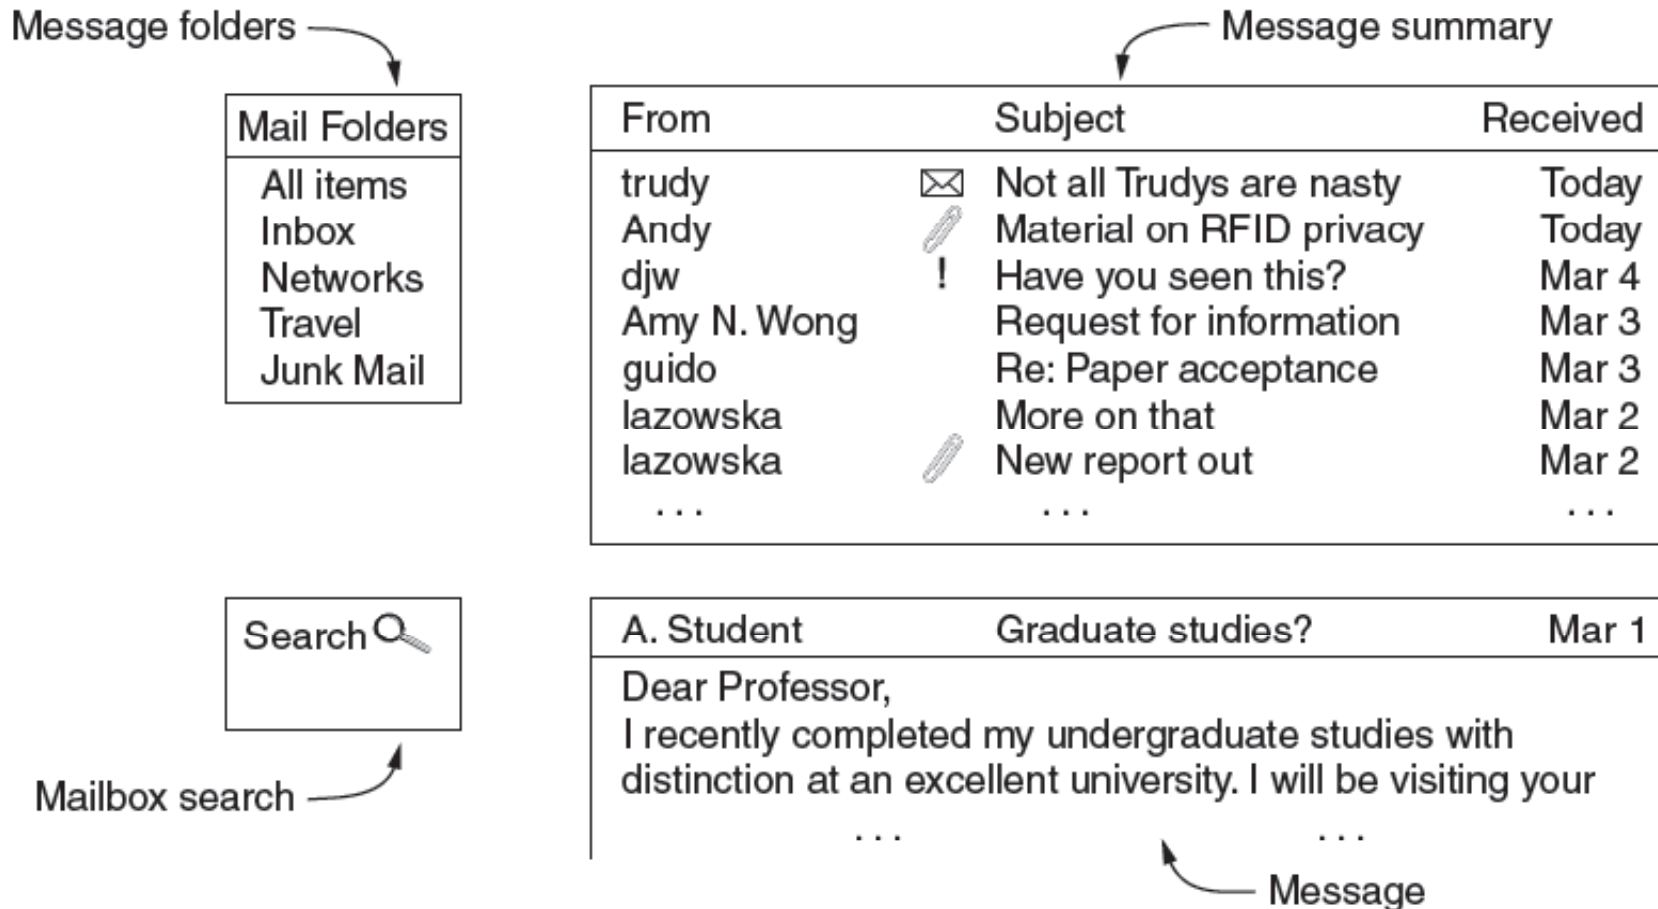 Message folders
Message summary
Mail Folders
All items
Inbox
Networks
Travel
Junk Mail
From Subject Received
trudy Not all Trudys are nasty Today
Andy Material on RFID privacy Today
djw ! Have you seen this? Mar 4
Amy N. Wong Request for information Mar 3
guido Re: Paper acceptance Mar 3
lazowska More on that Mar 2
lazowska New report out Mar 2
... ... ...
Search
Mailbox search
A. Student Graduate studies? Mar 1
Dear Professor,
I recently completed my undergraduate studies with
distinction at an excellent university. I will be visiting your
... ...
Message